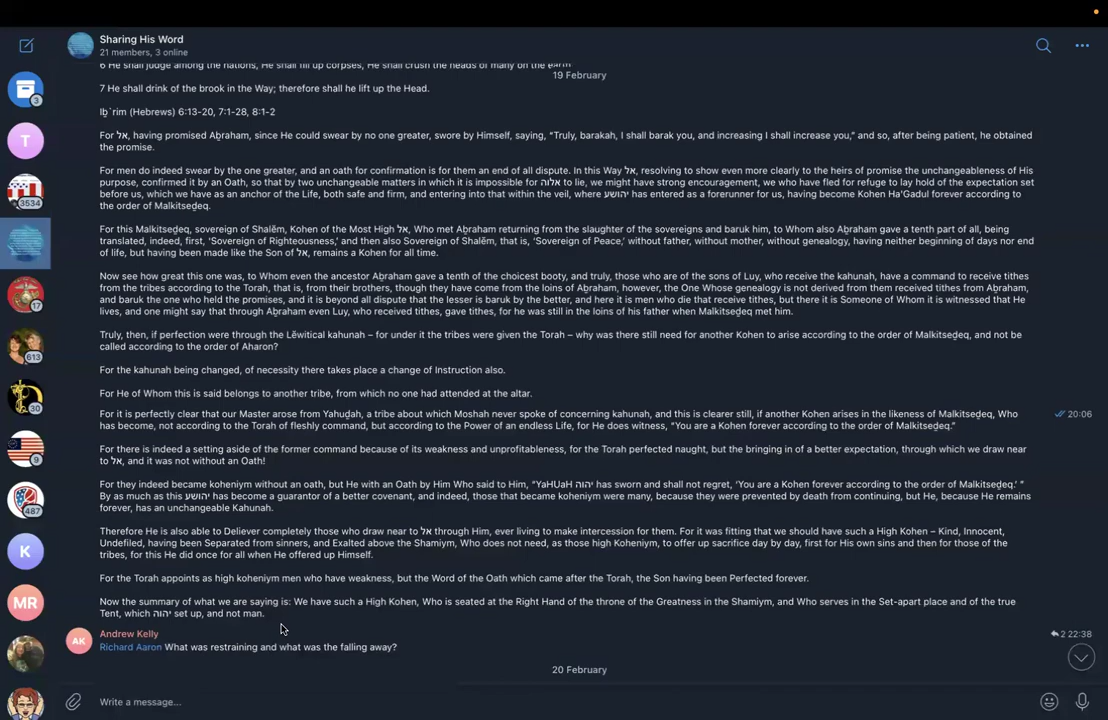 Sharing His Word
21 members, 3 online
6 He shall judge among the nations, He shall fill up corpses, He shall crush the heads of many on the earth.
19 February
7 He shall drink of the brook in the Way; therefore shall he lift up the Head.
Iḇ`rim (Hebrews) 6:13-20, 7:1-28, 8:1-2
For אל, having promised Aḇraham, since He could swear by no one greater, swore by Himself, saying, “Truly, barakah, I shall barak you, and increasing I shall increase you,” and so, after being patient, he obtained
the promise.
For men do indeed swear by the one greater, and an oath for confirmation is for them an end of all dispute. In this Way אל, resolving to show even more clearly to the heirs of promise the unchangeableness of His
purpose, confirmed it by an Oath, so that by two unchangeable matters in which it is impossible for אלוה to lie, we might have strong encouragement, we who have fled for refuge to lay hold of the expectation set
before us, which we have as an anchor of the Life, both safe and firm, and entering into that within the veil, where יהושע has entered as a forerunner for us, having become Kohen Ha'Gadul forever according to
the order of Malkitseḏeq.
For this Malkitseḏeq, sovereign of Shalĕm, Kohen of the Most High אל, Who met Aḇraham returning from the slaughter of the sovereigns and baruk him, to Whom also Aḇraham gave a tenth part of all, being
translated, indeed, first, ‘Sovereign of Righteousness,’ and then also Sovereign of Shalĕm, that is, ‘Sovereign of Peace,’ without father, without mother, without genealogy, having neither beginning of days nor end
of life, but having been made like the Son of אל, remains a Kohen for all time.
Now see how great this one was, to Whom even the ancestor Aḇraham gave a tenth of the choicest booty, and truly, those who are of the sons of Luy, who receive the kahunah, have a command to receive tithes
from the tribes according to the Torah, that is, from their brothers, though they have come from the loins of Aḇraham, however, the One Whose genealogy is not derived from them received tithes from Aḇraham,
and baruk the one who held the promises, and it is beyond all dispute that the lesser is baruk by the better, and here it is men who die that receive tithes, but there it is Someone of Whom it is witnessed that He
lives, and one might say that through Aḇraham even Luy, who received tithes, gave tithes, for he was still in the loins of his father when Malkitseḏeq met him.
Truly, then, if perfection were through the Lĕwitical kahunah – for under it the tribes were given the Torah – why was there still need for another Kohen to arise according to the order of Malkitseḏeq, and not be
called according to the order of Aharon?
For the kahunah being changed, of necessity there takes place a change of Instruction also.
For He of Whom this is said belongs to another tribe, from which no one had attended at the altar.
For it is perfectly clear that our Master arose from Yahuḏah, a tribe about which Moshah never spoke of concerning kahunah, and this is clearer still, if another Kohen arises in the likeness of Malkitseḏeq, Who
has become, not according to the Torah of fleshly command, but according to the Power of an endless Life, for He does witness, “You are a Kohen forever according to the order of Malkitseḏeq.”
20:06
For there is indeed a setting aside of the former command because of its weakness and unprofitableness, for the Torah perfected naught, but the bringing in of a better expectation, through which we draw near
to אל, and it was not without an Oath!
For they indeed became koheniym without an oath, but He with an Oath by Him Who said to Him, “YaHUaH יהוה has sworn and shall not regret, ‘You are a Kohen forever according to the order of Malkitseḏeq.’ ”
By as much as this יהושע has become a guarantor of a better covenant, and indeed, those that became koheniym were many, because they were prevented by death from continuing, but He, because He remains
forever, has an unchangeable Kahunah.
Therefore He is also able to Deliever completely those who draw near to אל through Him, ever living to make intercession for them. For it was fitting that we should have such a High Kohen – Kind, Innocent,
Undefiled, having been Separated from sinners, and Exalted above the Shamiym, Who does not need, as those high Koheniym, to offer up sacrifice day by day, first for His own sins and then for those of the
tribes, for this He did once for all when He offered up Himself.
For the Torah appoints as high koheniym men who have weakness, but the Word of the Oath which came after the Torah, the Son having been Perfected forever.
Now the summary of what we are saying is: We have such a High Kohen, Who is seated at the Right Hand of the throne of the Greatness in the Shamiym, and Who serves in the Set-apart place and of the true
Tent, which יהוה set up, and not man.
Andrew Kelly
2 22:38
Richard Aaron What was restraining and what was the falling away?
20 February
Write a message...
3
T
3534
17
613
30
9
487
K
MR
AK